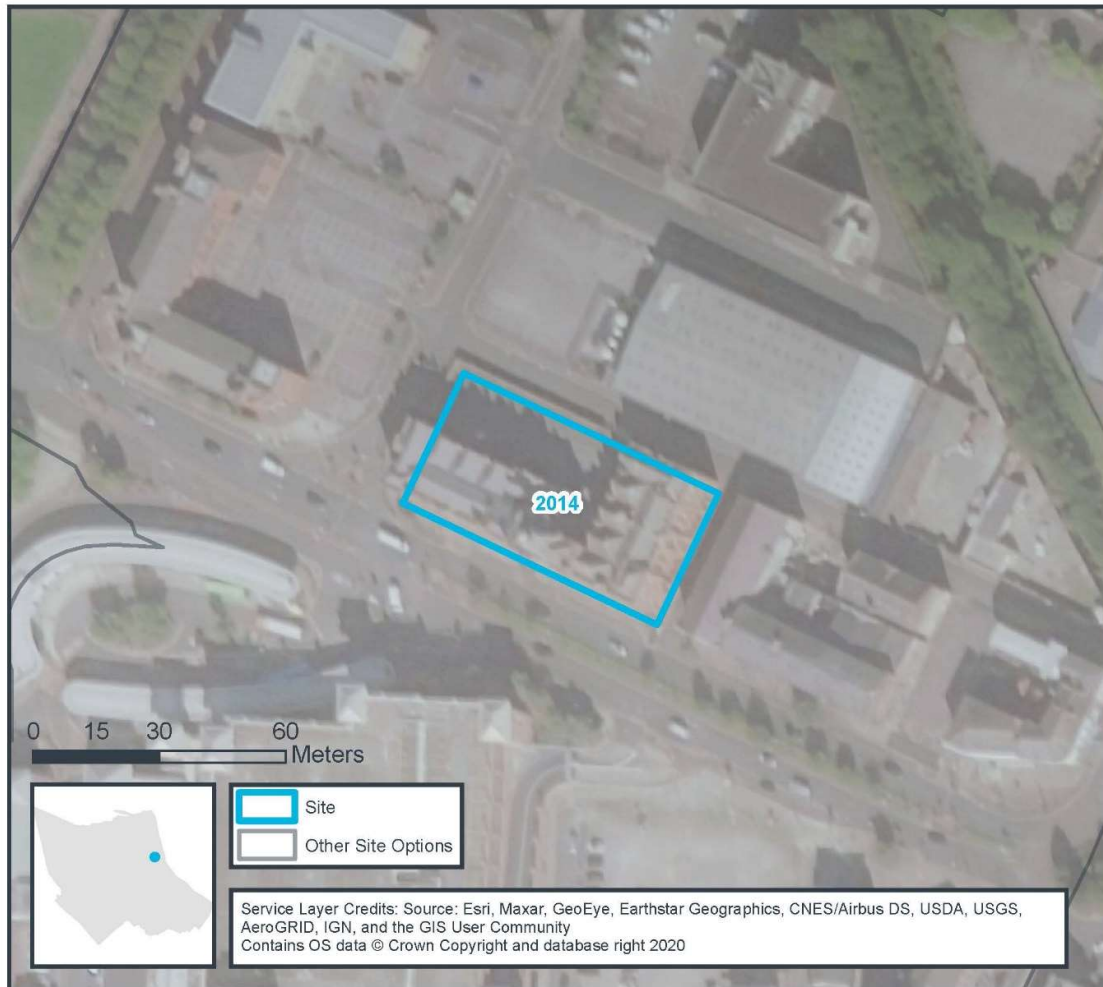 2014
0 15 30 60
Meters
Site
Other Site Options
Service Layer Credits: Source: Esri, Maxar, GeoEye, Earthstar Geographics, CNES/Airbus DS, USDA, USGS,
AeroGRID, IGN, and the GIS User Community
Contains OS data © Crown Copyright and database right 2020